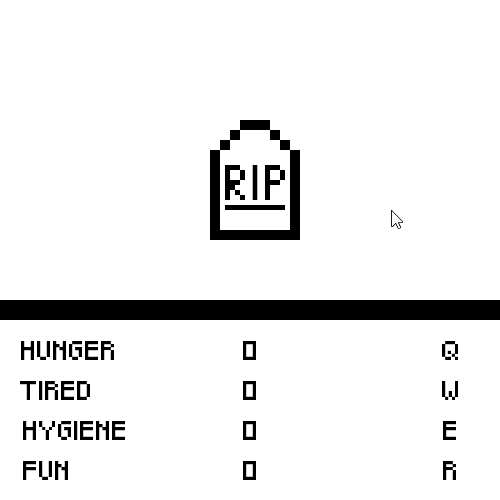 RIP
HUNGER 0 Q
TIRED 0 W
HYGIENE 0 E
FUN 0 R